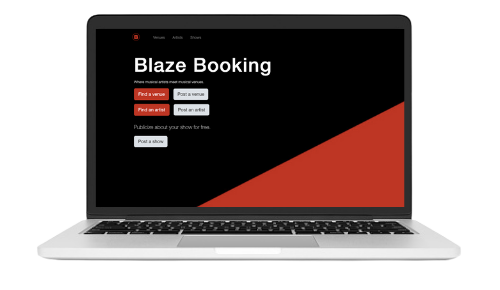 Venues Artists Shows
Blaze Booking
Where musical artists meet musical venues.
Find a venue Post a venue
Find an artist Post an artist
Publicize about your show for free.
Post a show